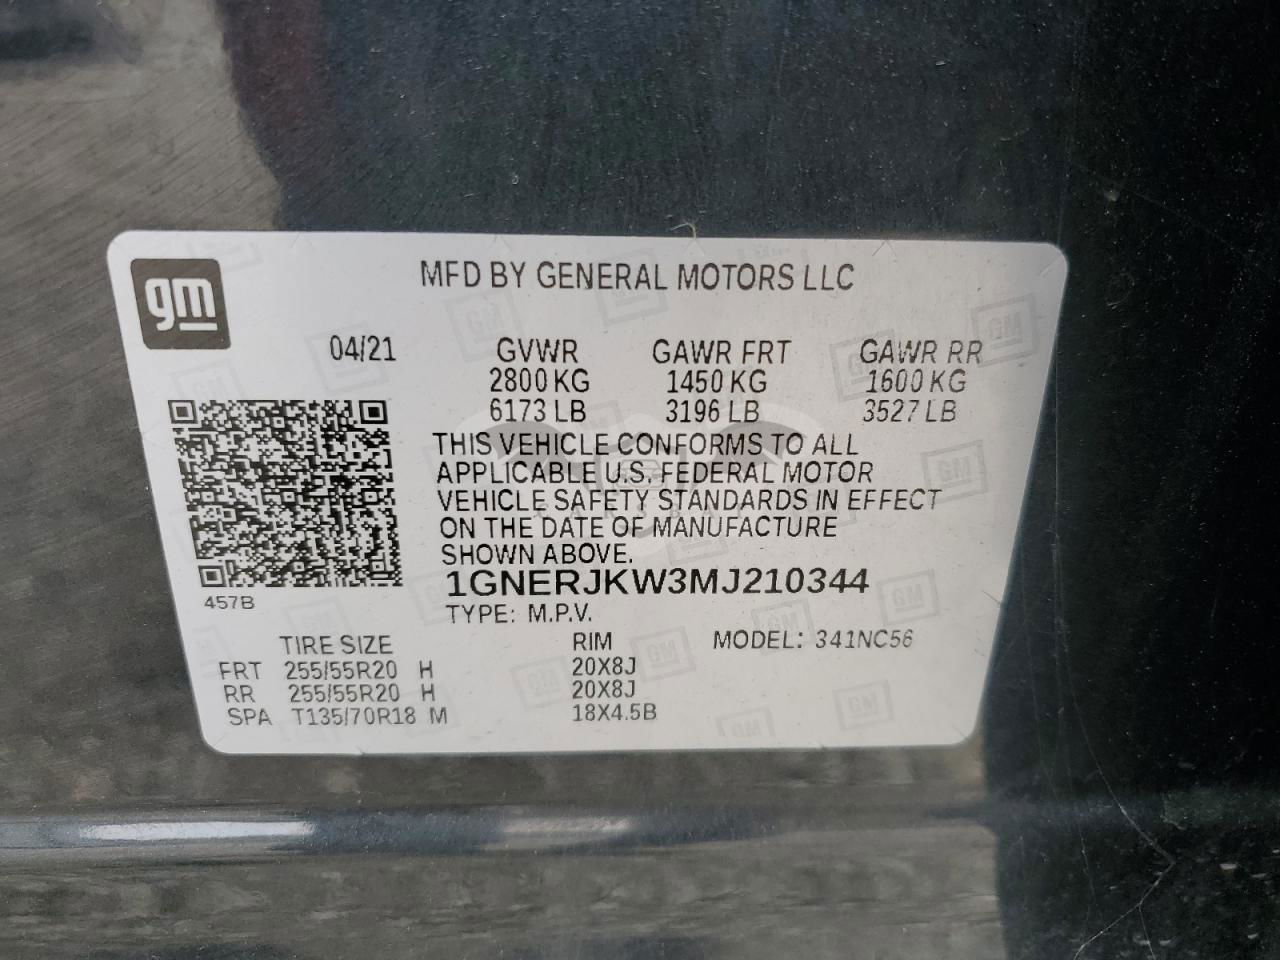 gm
MFD BY GENERAL MOTORS LLC
04/21 GVWR GAWR FRT GAWR RR
2800 KG 1450 KG 1600 KG
6173 LB 3196 LB 3527 LB
THIS VEHICLE CONFORMS TO ALL
APPLICABLE U.S. FEDERAL MOTOR
VEHICLE SAFETY STANDARDS IN EFFECT
ON THE DATE OF MANUFACTURE
SHOWN ABOVE.
1GNERJKW3MJ210344
457B
TYPE: M.P.V.
TIRE SIZE RIM MODEL: 341NC56
FRT 255/55R20 H 20X8J
RR 255/55R20 H 20X8J
SPA T135/70R18 M 18X4.5B